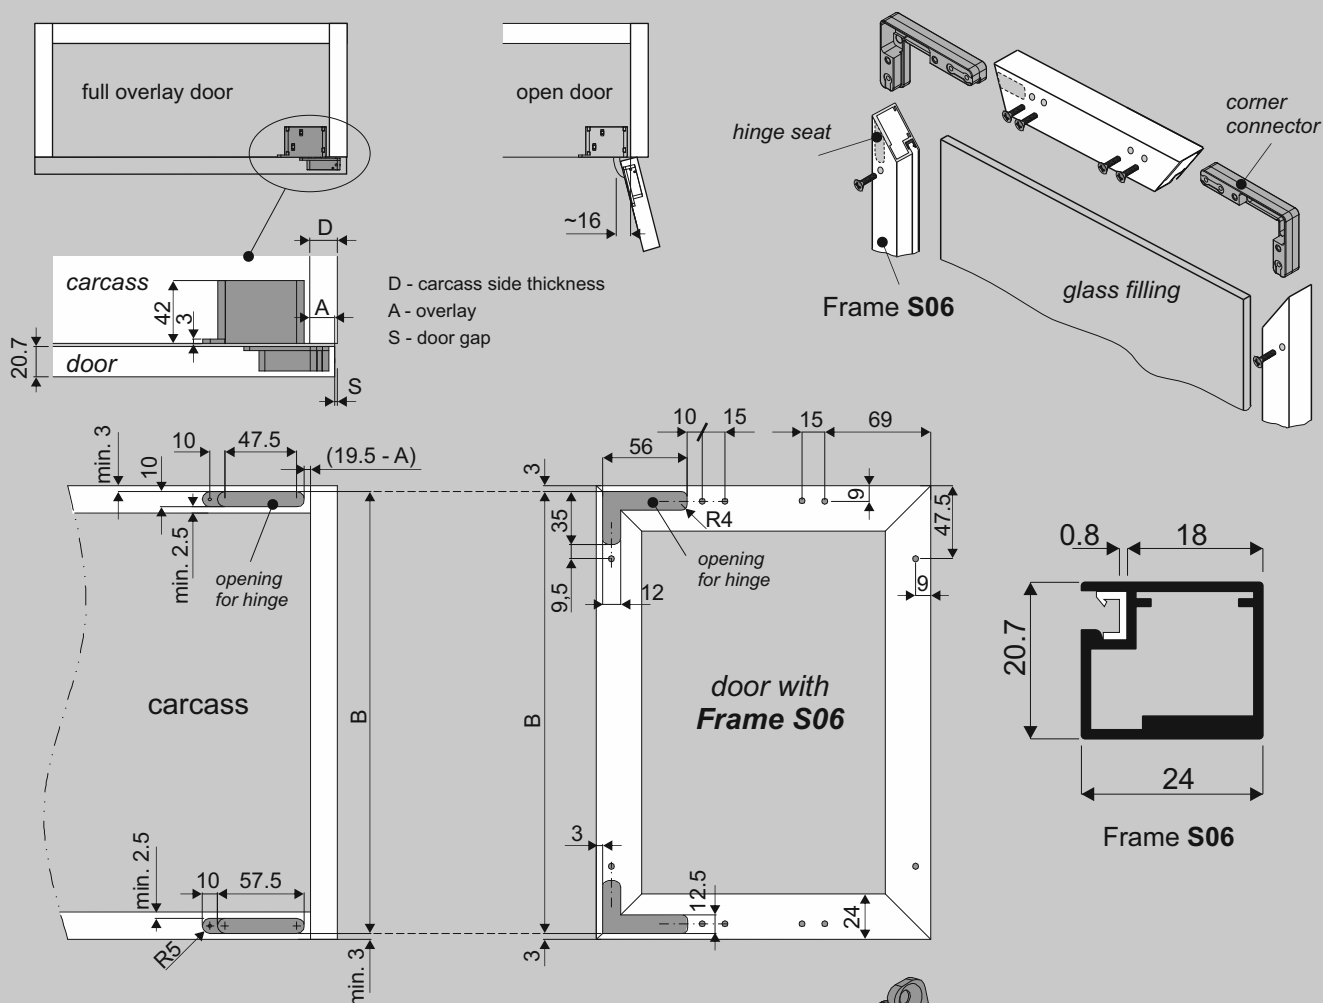 full overlay door
open door
~16
hinge seat
corner
connector
glass filling
Frame S06
D
carcass
A
42
3
20.7
door
S
D - carcass side thickness
A - overlay
S - door gap
min. 3
10
10
47.5
(19.5 - A)
min. 2.5
opening
for hinge
carcass
B
min. 2.5
10
57.5
R5
min. 3
3
56
10
15
15
69
35
R4
9
47.5
opening
for hinge
9,5
12
9
B
door with
Frame S06
3
12.5
24
3
0.8
18
20.7
24
Frame S06